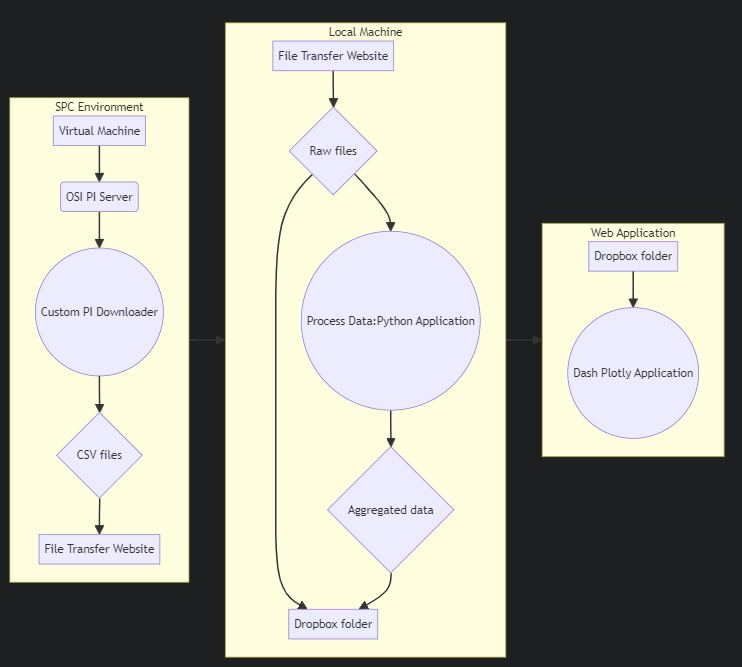 SPC Environment
Virtual Machine
OSI PI Server
Custom PI Downloader
CSV files
File Transfer Website
Local Machine
File Transfer Website
Raw files
Process Data:Python Application
Aggregated data
Dropbox folder
Web Application
Dropbox folder
Dash Plotly Application